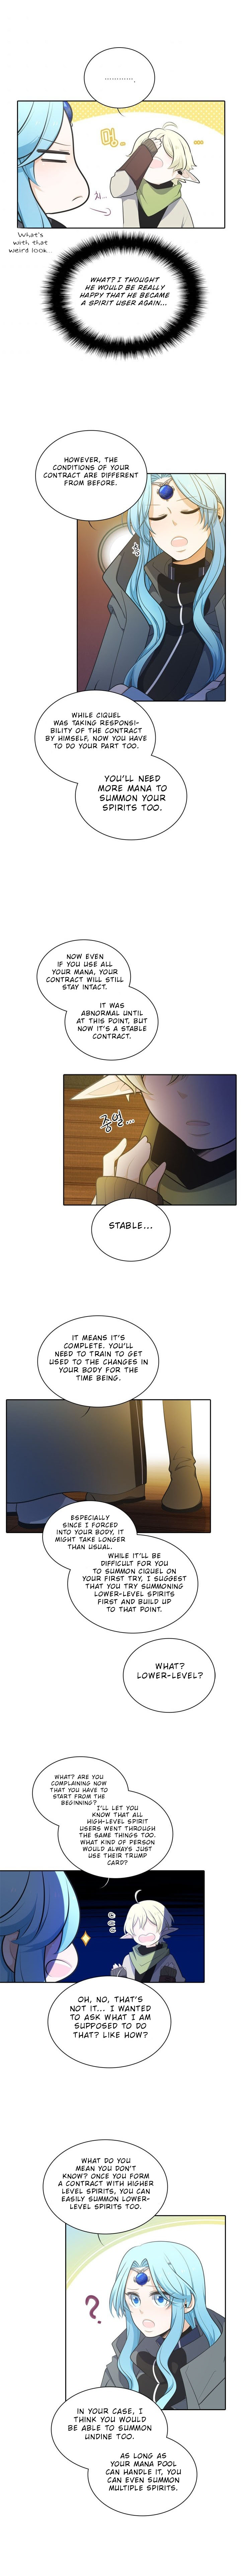 ............
멍...
치...
What's
with that
weird look...
WHAT? I THOUGHT
HE WOULD BE REALLY
HAPPY THAT HE BECAME
A SPIRIT USER AGAIN...
HOWEVER, THE
CONDITIONS OF YOUR
CONTRACT ARE DIFFERENT
FROM BEFORE.
WHILE CIQUEL
WAS TAKING RESPONSI-
BILITY OF THE CONTRACT
BY HIMSELF, NOW YOU HAVE
TO DO YOUR PART TOO.
YOU'LL NEED
MORE MANA TO
SUMMON YOUR
SPIRITS TOO.
NOW EVEN
IF YOU USE ALL
YOUR MANA, YOUR
CONTRACT WILL STILL
STAY INTACT.
IT WAS
ABNORMAL UNTIL
AT THIS POINT, BUT
NOW IT'S A STABLE
CONTRACT.
STABLE...
IT MEANS IT'S
COMPLETE. YOU'LL
NEED TO TRAIN TO GET
USED TO THE CHANGES IN
YOUR BODY FOR THE
TIME BEING.
ESPECIALLY
SINCE I FORCED
INTO YOUR BODY, IT
MIGHT TAKE LONGER
THAN USUAL.
WHILE IT'LL BE
DIFFICULT FOR YOU
TO SUMMON CIQUEL ON
YOUR FIRST TRY, I SUGGEST
THAT YOU TRY SUMMONING
LOWER-LEVEL SPIRITS
FIRST AND BUILD UP
TO THAT POINT.
WHAT?
LOWER-LEVEL?
WHAT? ARE YOU
COMPLAINING NOW
THAT YOU HAVE TO
START FROM THE
BEGINNING?
I'LL LET YOU
KNOW THAT ALL
HIGH-LEVEL SPIRIT
USERS WENT THROUGH
THE SAME THINGS TOO.
WHAT KIND OF PERSON
WOULD ALWAYS JUST
USE THEIR TRUMP
CARD?
OH, NO, THAT'S
NOT IT... I WANTED
TO ASK WHAT I AM
SUPPOSED TO DO
THAT? LIKE HOW?
WHAT DO YOU
MEAN YOU DON'T
KNOW? ONCE YOU FORM
A CONTRACT WITH HIGHER
LEVEL SPIRITS, YOU CAN
EASILY SUMMON LOWER-
LEVEL SPIRITS TOO.
?
IN YOUR CASE, I
THINK YOU WOULD
BE ABLE TO SUMMON
UNDINE TOO.
AS LONG AS
YOUR MANA POOL
CAN HANDLE IT, YOU
CAN EVEN SUMMON
MULTIPLE SPIRITS.